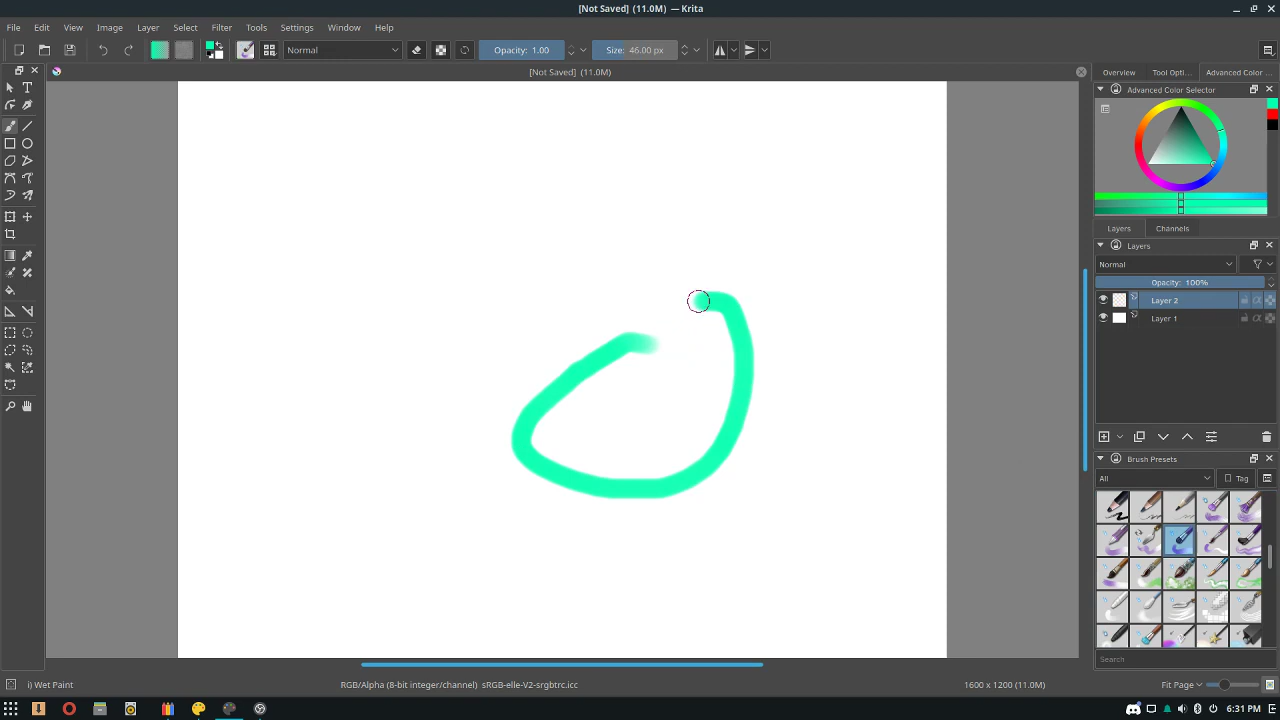 [Not Saved] (11.0M) — Krita
File Edit View Image Layer Select Filter Tools Settings Window Help
Normal Opacity: 1.00 Size: 46.00 px
[Not Saved] (11.0M)
Overview Tool Opti... Advanced Color ...
Advanced Color Selector
Layers Channels
Layers
Normal
Opacity: 100%
Layer 2
Layer 1
Brush Presets
All Tag
Search
i) Wet Paint RGB/Alpha (8-bit integer/channel) sRGB-elle-V2-srgbtrc.icc 1600 x 1200 (11.0M) Fit Page
6:31 PM